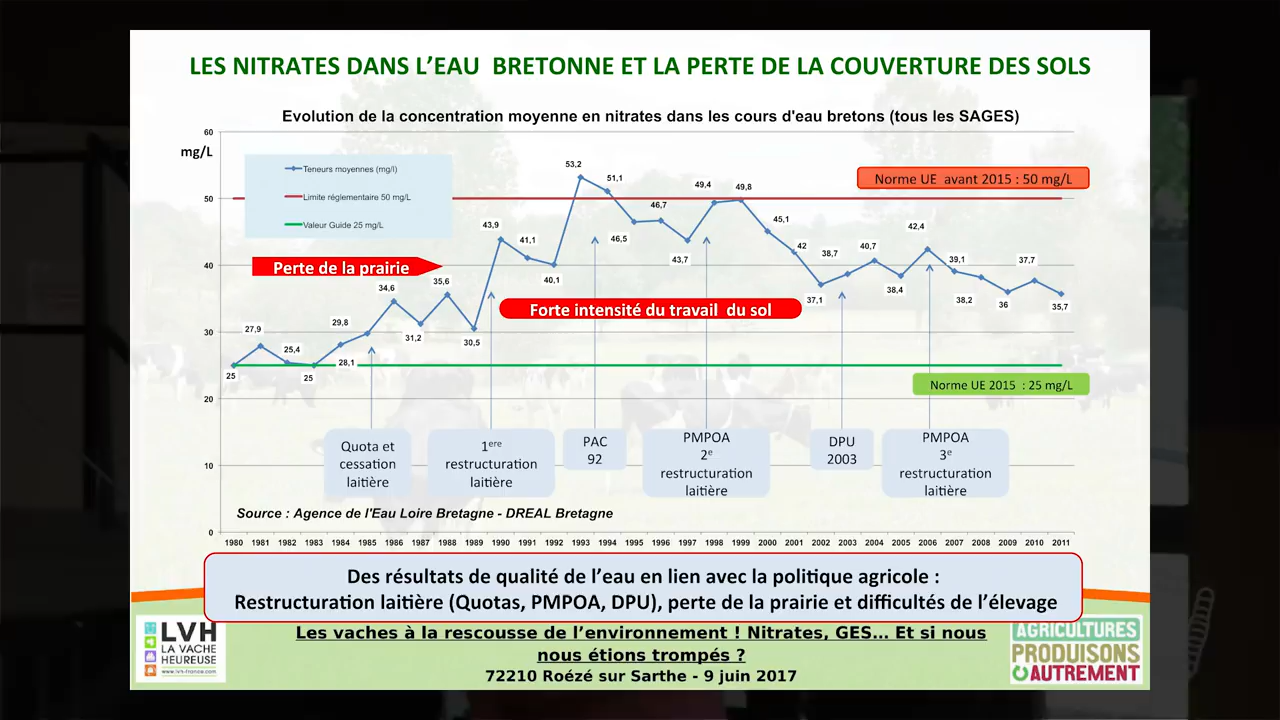 LES NITRATES DANS L'EAU BRETONNE ET LA PERTE DE LA COUVERTURE DES SOLS
Evolution de la concentration moyenne en nitrates dans les cours d'eau bretons (tous les SAGES)
60
mg/L
Teneurs moyennes (mg/l)
Limite réglementaire 50 mg/L
Valeur Guide 25 mg/L
Norme UE avant 2015 : 50 mg/L
50
40
30
20
10
0
Perte de la prairie
Forte intensité du travail du sol
Norme UE 2015 : 25 mg/L
25
27,9
25,4
25
28,1
29,8
34,6
31,2
35,6
30,5
43,9
41,1
40,1
53,2
51,1
46,5
46,7
43,7
49,4
49,8
45,1
42
37,1
38,7
40,7
38,4
42,4
39,1
38,2
36
37,7
35,7
Quota et
cessation
laitière
1ere
restructuration
laitière
PAC
92
PMPOA
2e
restructuration
laitière
DPU
2003
PMPOA
3e
restructuration
laitière
Source : Agence de l'Eau Loire Bretagne - DREAL Bretagne
1980 1981 1982 1983 1984 1985 1986 1987 1988 1989 1990 1991 1992 1993 1994 1995 1996 1997 1998 1999 2000 2001 2002 2003 2004 2005 2006 2007 2008 2009 2010 2011
Des résultats de qualité de l'eau en lien avec la politique agricole :
Restructuration laitière (Quotas, PMPOA, DPU), perte de la prairie et difficultés de l'élevage
LVH
LA VACHE
HEUREUSE
www.lvh-france.com
Les vaches à la rescousse de l'environnement ! Nitrates, GES… Et si nous
nous étions trompés ?
72210 Roézé sur Sarthe - 9 juin 2017
AGRICULTURES
PRODUISONS
AUTREMENT